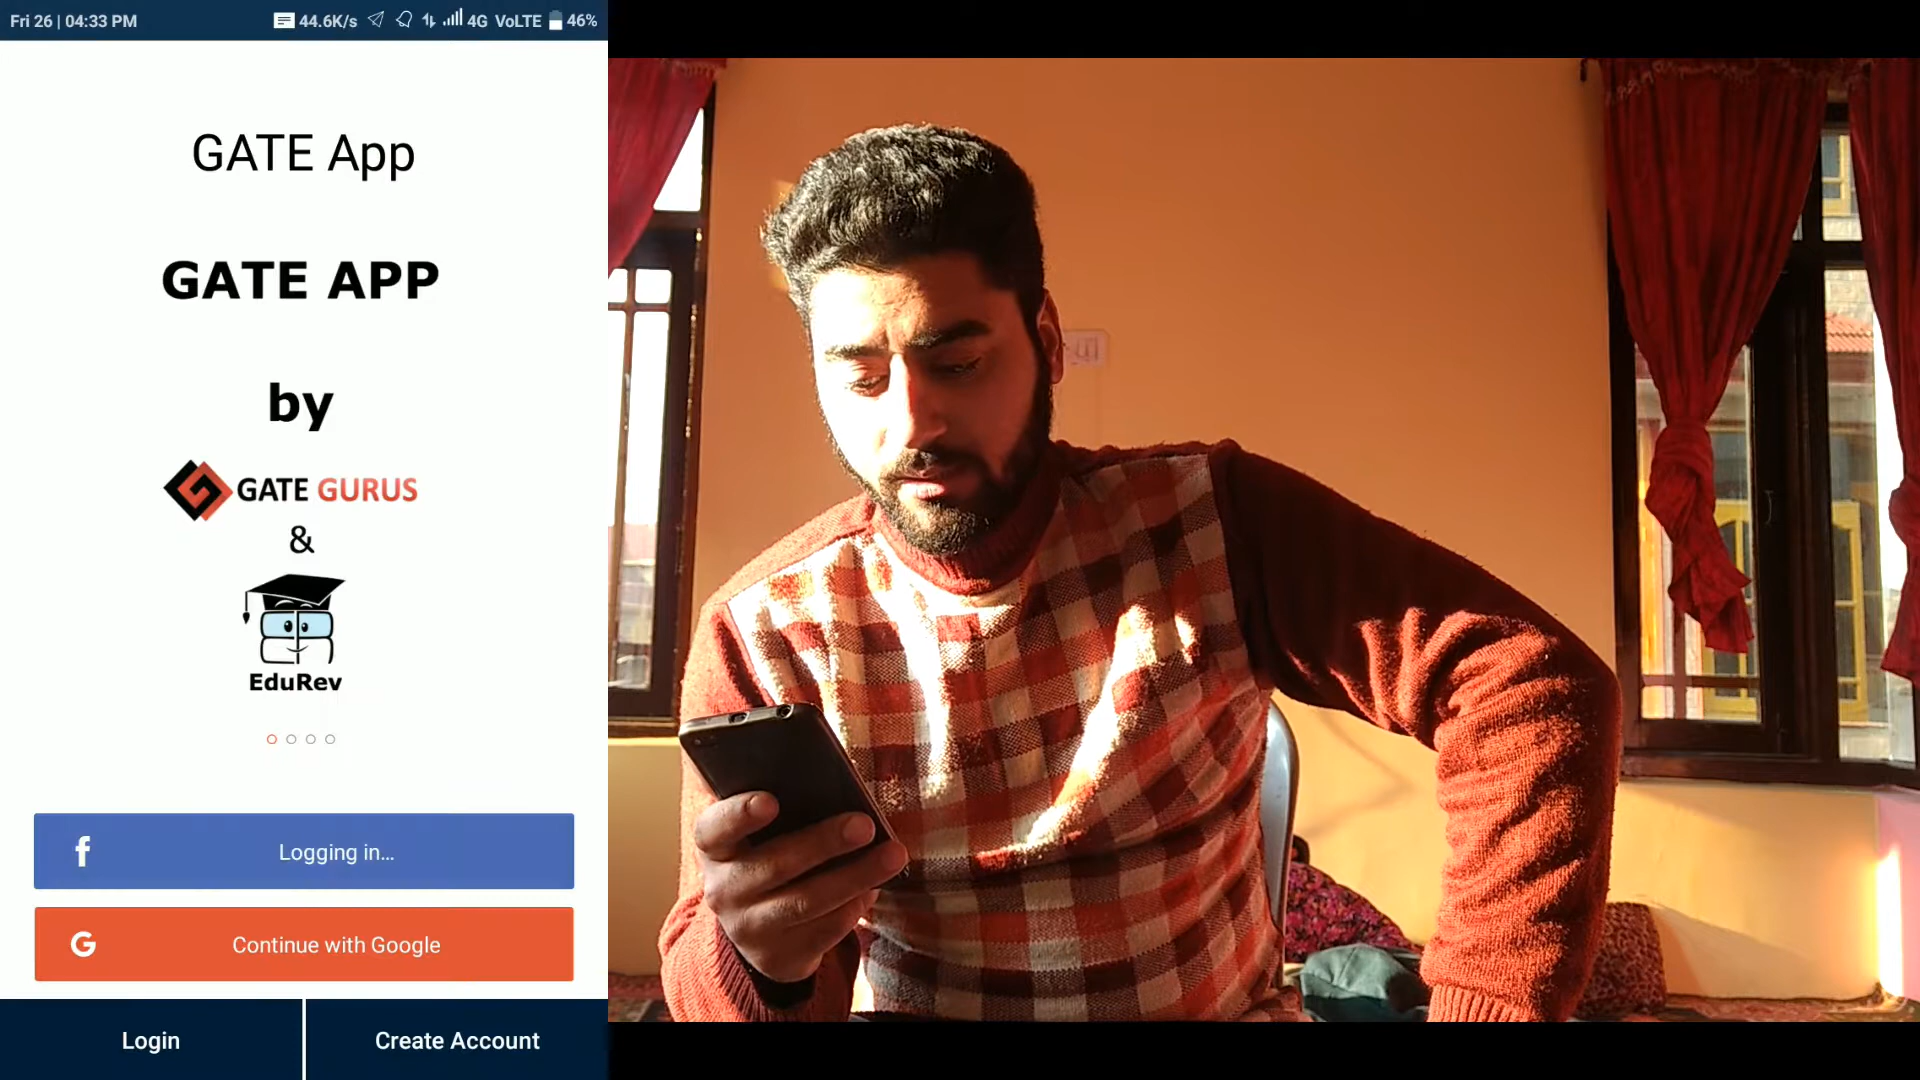 Fri 26 | 04:33 PM
44.6K/s
4G VoLTE
46%
GATE App
GATE APP
by
GATE GURUS
&
EduRev
f
Logging in...
G
Continue with Google
Login
Create Account